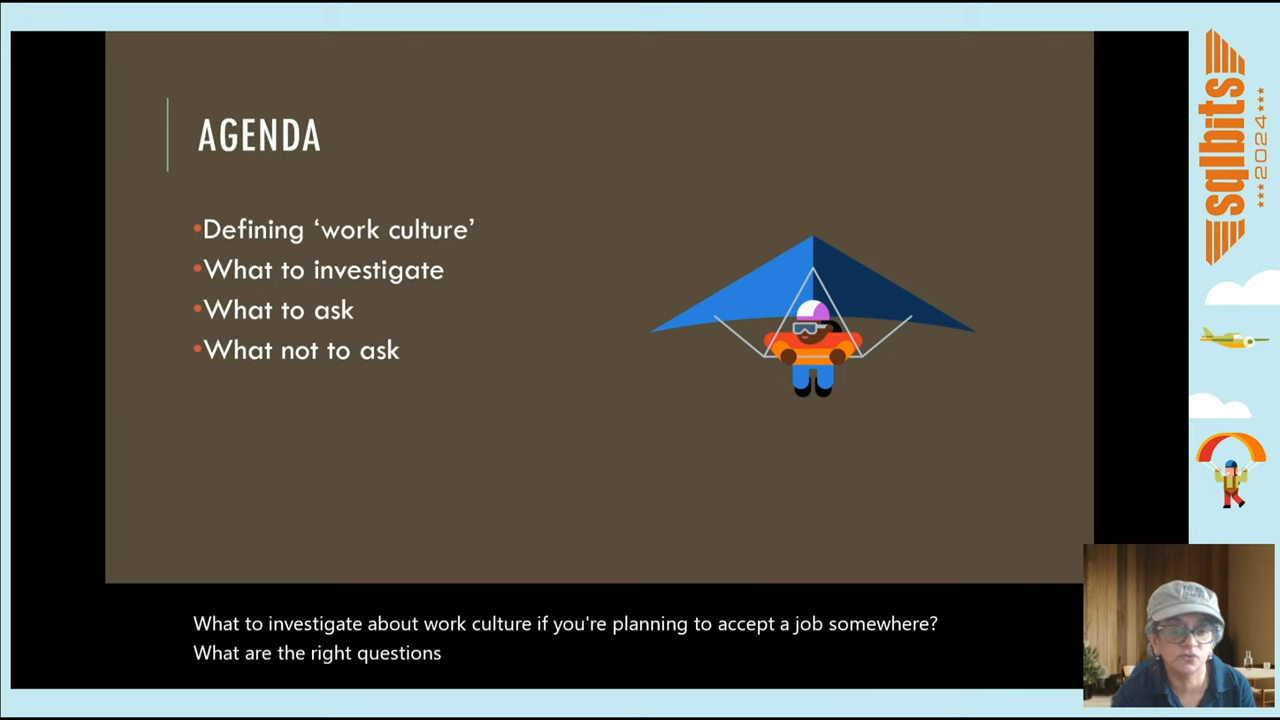 AGENDA
•Defining ‘work culture’
•What to investigate
•What to ask
•What not to ask
What to investigate about work culture if you're planning to accept a job somewhere?
What are the right questions
sqlbits
2024